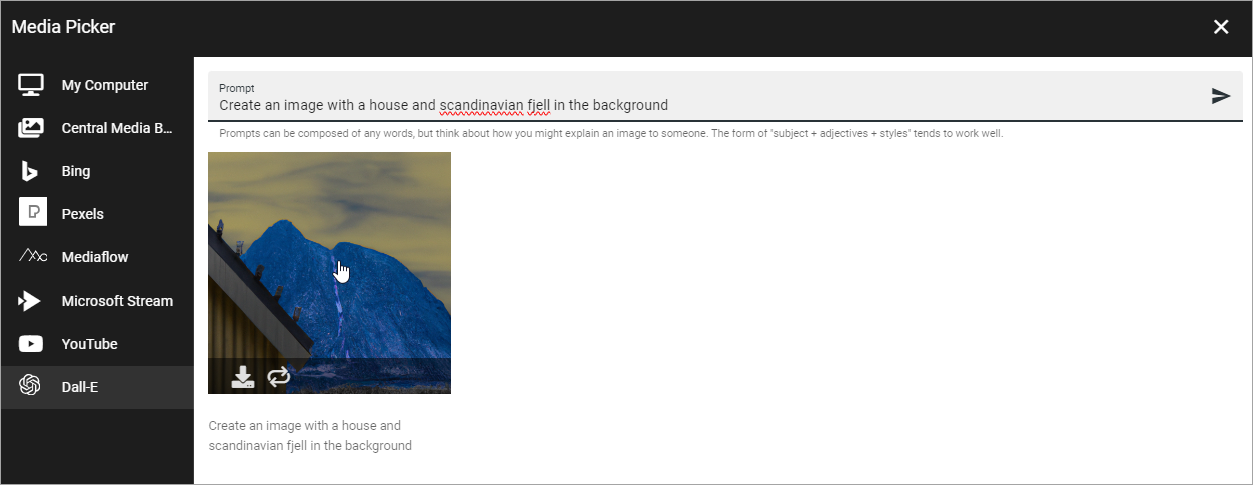 Media Picker
My Computer
Central Media B...
Bing
Pexels
Mediaflow
Microsoft Stream
YouTube
Dall-E
Prompt
Create an image with a house and scandinavian fjell in the background
Prompts can be composed of any words, but think about how you might explain an image to someone. The form of "subject + adjectives + styles" tends to work well.
Create an image with a house and
scandinavian fjell in the background